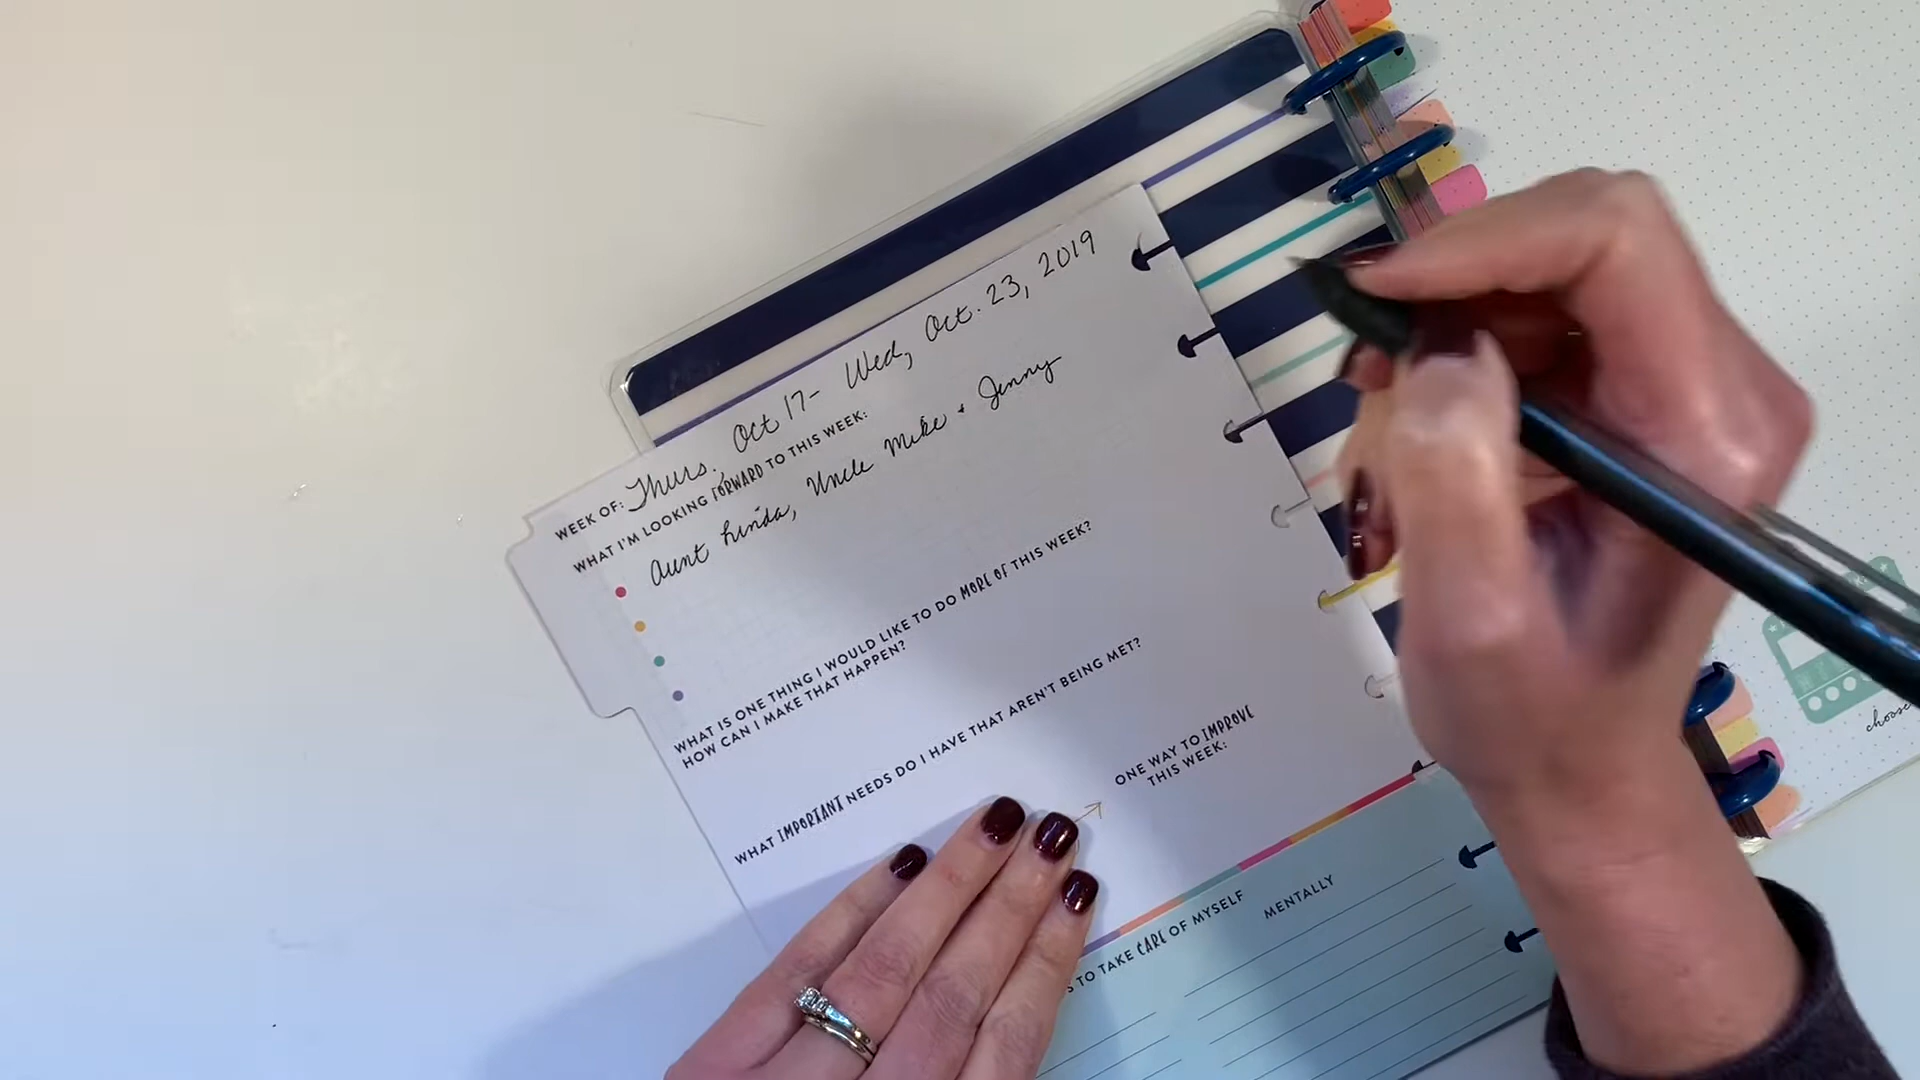 WEEK OF: Thurs., Oct 17- Wed, Oct. 23, 2019
WHAT I'M LOOKING FORWARD TO THIS WEEK:
Aunt Linda, Uncle Mike + Jenny
WHAT IS ONE THING I WOULD LIKE TO DO MORE OF THIS WEEK?
HOW CAN I MAKE THAT HAPPEN?
WHAT IMPORTANT NEEDS DO I HAVE THAT AREN'T BEING MET?
ONE WAY TO IMPROVE
THIS WEEK:
S TO TAKE CARE OF MYSELF
MENTALLY
choose